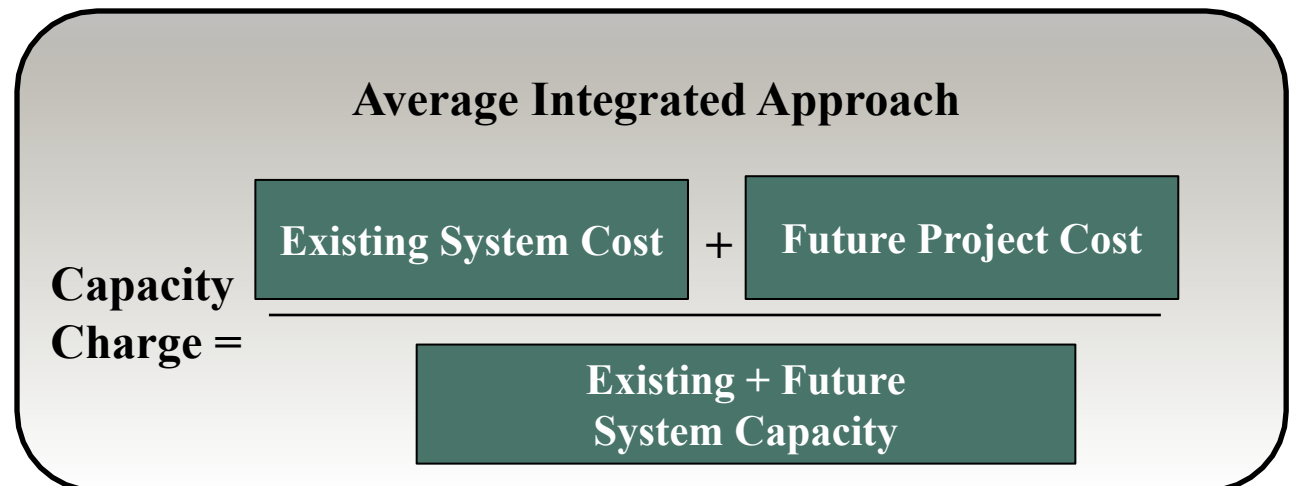 Average Integrated Approach
Existing System Cost + Future Project Cost
Capacity
Charge =
Existing + Future
System Capacity